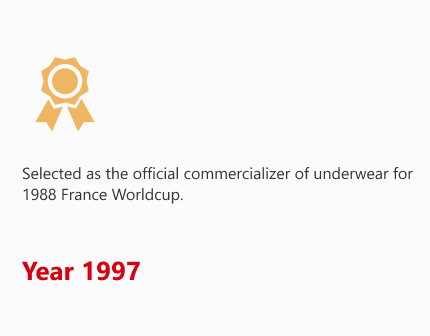 Selected as the official commercializer of underwear for
1988 France Worldcup.
Year 1997